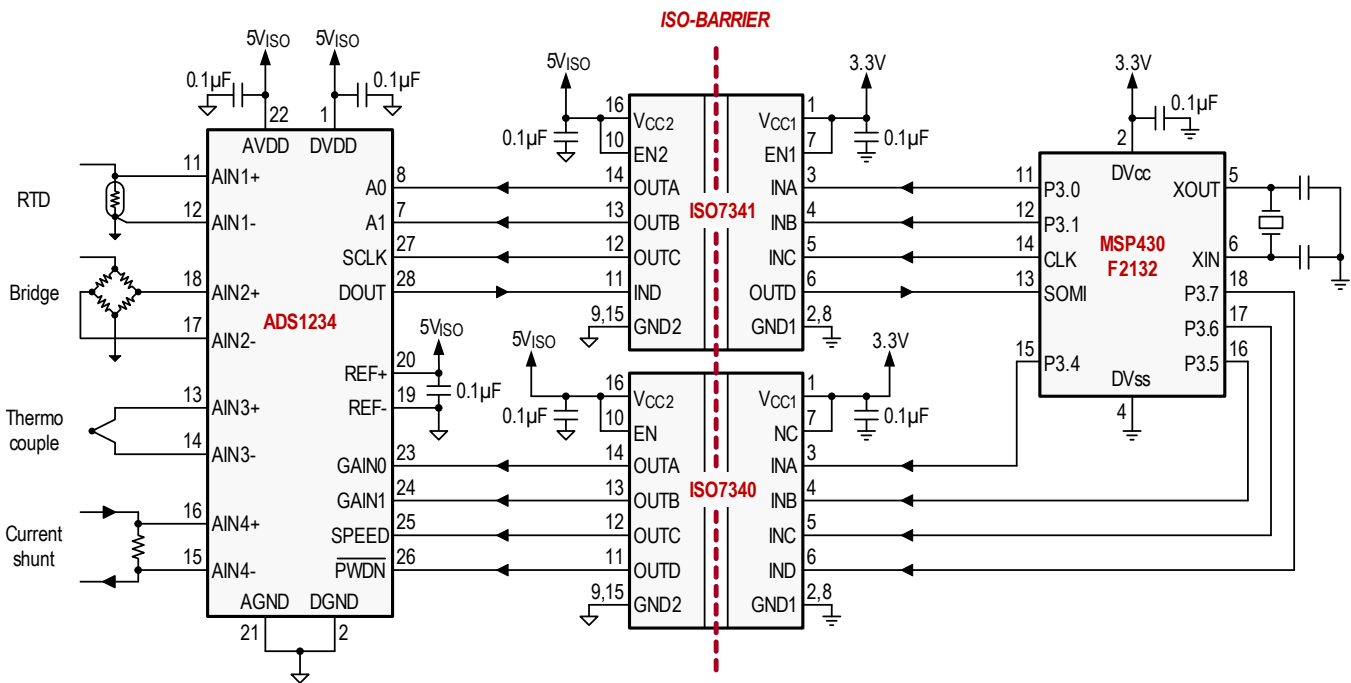 ISO-BARRIER
5VISO
5VISO
0.1µF
0.1µF
22
1
AVDD
DVDD
RTD
11
AIN1+
12
AIN1-
Bridge
18
AIN2+
17
AIN2-
Thermo
couple
13
AIN3+
14
AIN3-
Current
shunt
16
AIN4+
15
AIN4-
ADS1234
A0
8
A1
7
SCLK
27
DOUT
28
REF+
20
REF-
19
5VISO
0.1µF
GAIN0
23
GAIN1
24
SPEED
25
PWDN
26
AGND
DGND
21
2
5VISO
0.1µF
16
VCC2
10
EN2
14
OUTA
13
OUTB
12
OUTC
11
IND
9,15
GND2
ISO7341
3.3V
0.1µF
VCC1
1
EN1
7
INA
3
INB
4
INC
5
OUTD
6
GND1
2,8
5VISO
0.1µF
16
VCC2
10
EN
14
OUTA
13
OUTB
12
OUTC
11
OUTD
9,15
GND2
ISO7340
3.3V
0.1µF
VCC1
1
NC
7
INA
3
INB
4
INC
5
IND
6
GND1
2,8
3.3V
0.1µF
2
DVcc
11
P3.0
12
P3.1
14
CLK
13
SOMI
15
P3.4
MSP430
F2132
XOUT
5
XIN
6
P3.7
18
P3.6
17
P3.5
16
DVss
4